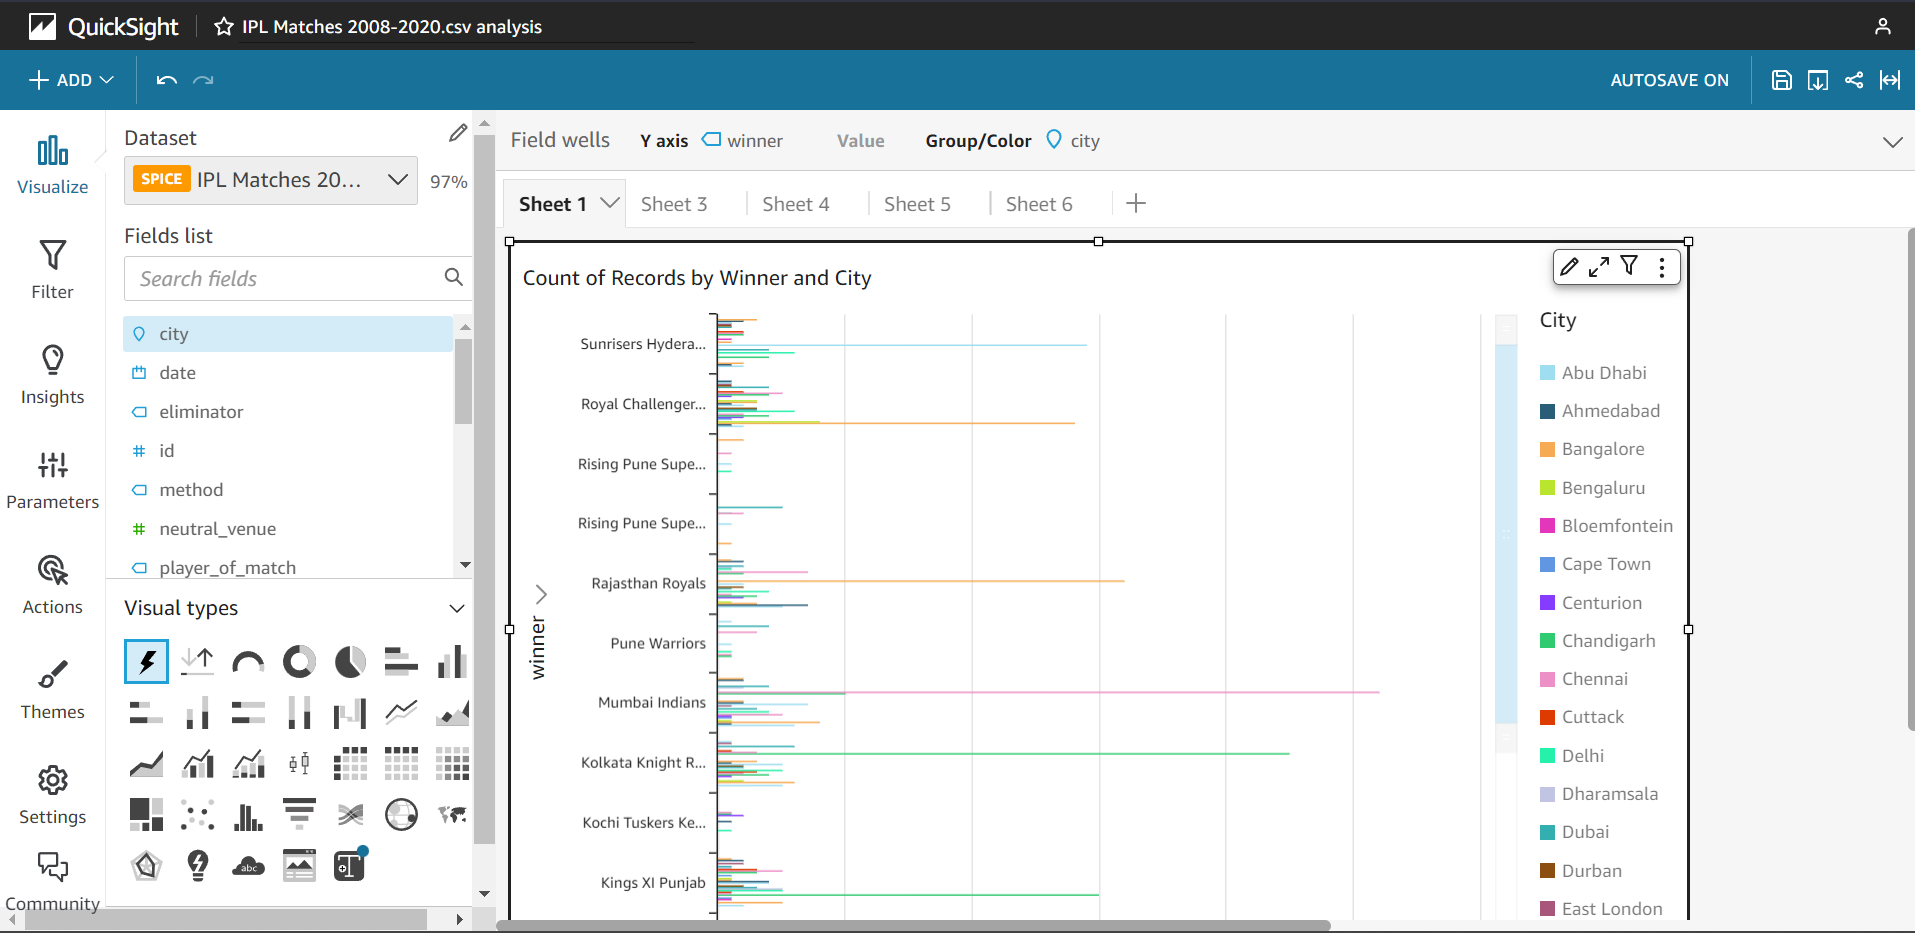 QuickSight
IPL Matches 2008-2020.csv analysis
ADD
AUTOSAVE ON
Visualize
Filter
Insights
Parameters
Actions
Themes
Settings
Community
Dataset
SPICE IPL Matches 20... 97%
Fields list
Search fields
city
date
eliminator
id
method
neutral_venue
player_of_match
Visual types
abc
T
Field wells Y axis winner Value Group/Color city
Sheet 1 Sheet 3 Sheet 4 Sheet 5 Sheet 6
Count of Records by Winner and City
winner
Sunrisers Hydera...
Royal Challenger...
Rising Pune Supe...
Rising Pune Supe...
Rajasthan Royals
Pune Warriors
Mumbai Indians
Kolkata Knight R...
Kochi Tuskers Ke...
Kings XI Punjab
City
Abu Dhabi
Ahmedabad
Bangalore
Bengaluru
Bloemfontein
Cape Town
Centurion
Chandigarh
Chennai
Cuttack
Delhi
Dharamsala
Dubai
Durban
East London